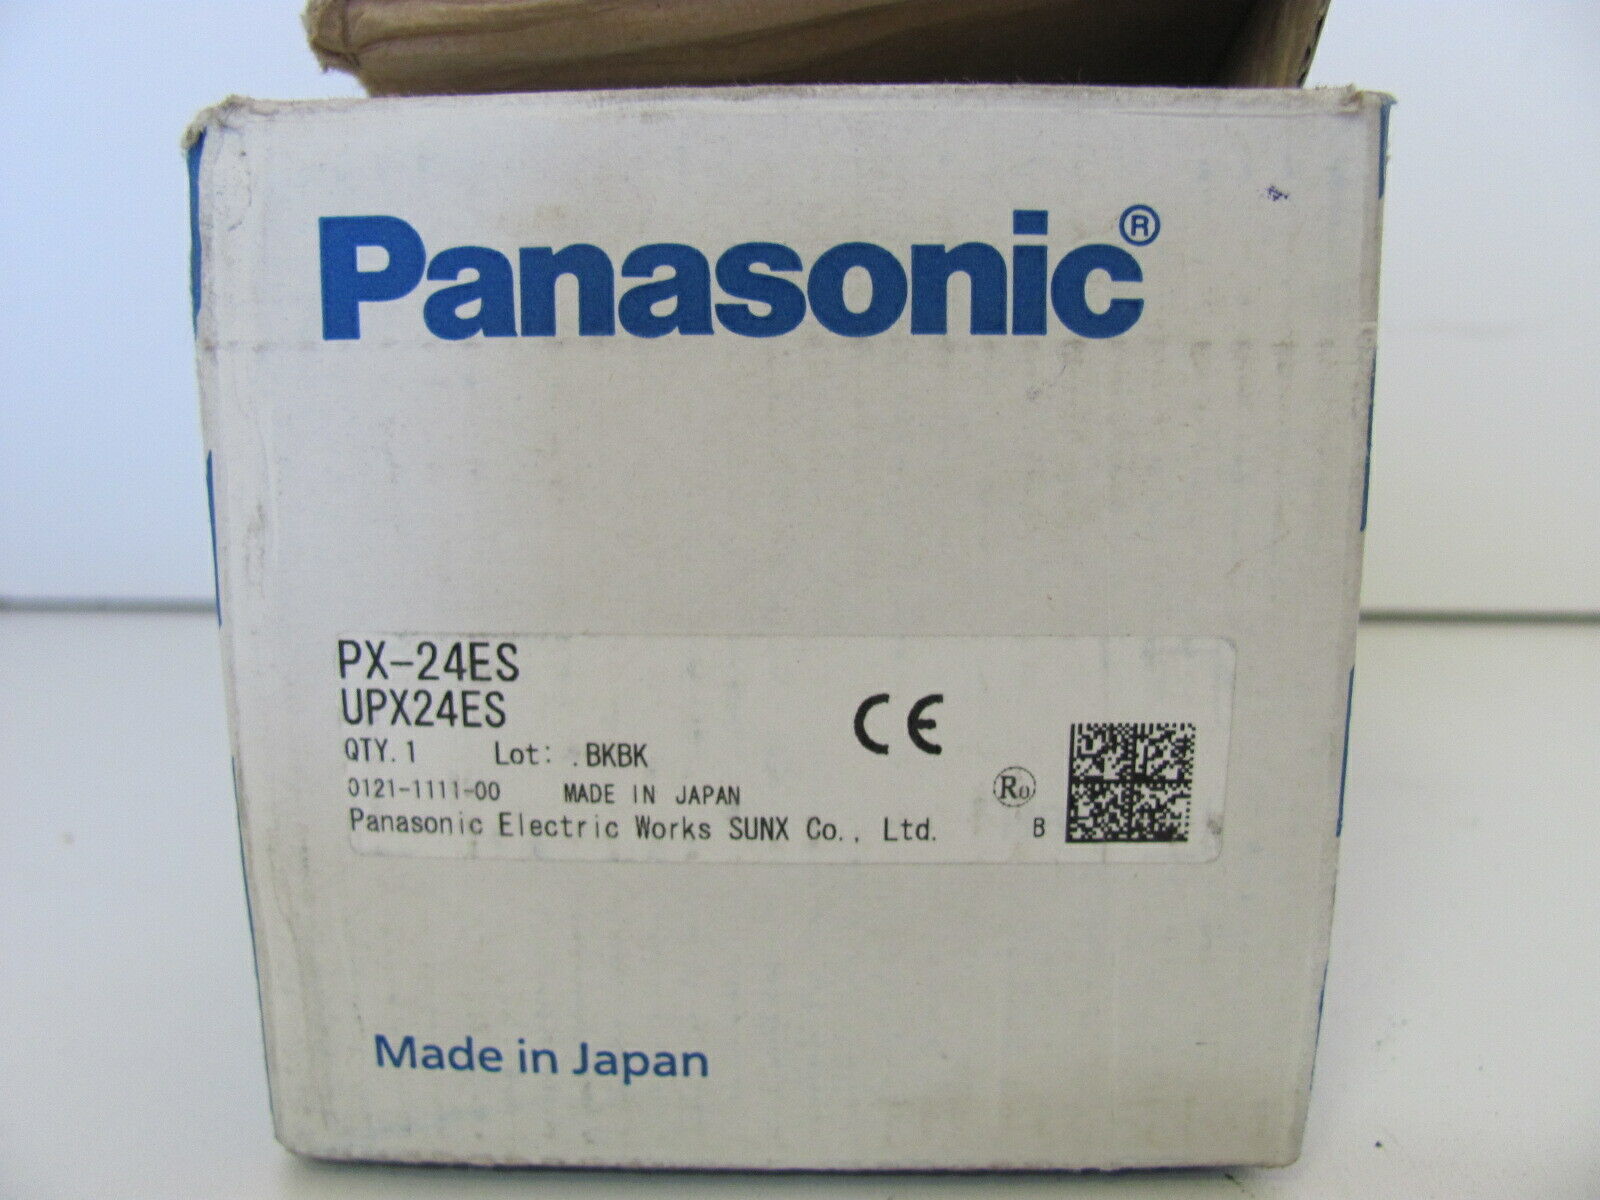 Panasonic®
PX-24ES
UPX24ES
QTY. 1 Lot: .BKBK
0121-1111-00 MADE IN JAPAN
Panasonic Electric Works SUNX Co., Ltd.
CE
R0
B
Made in Japan